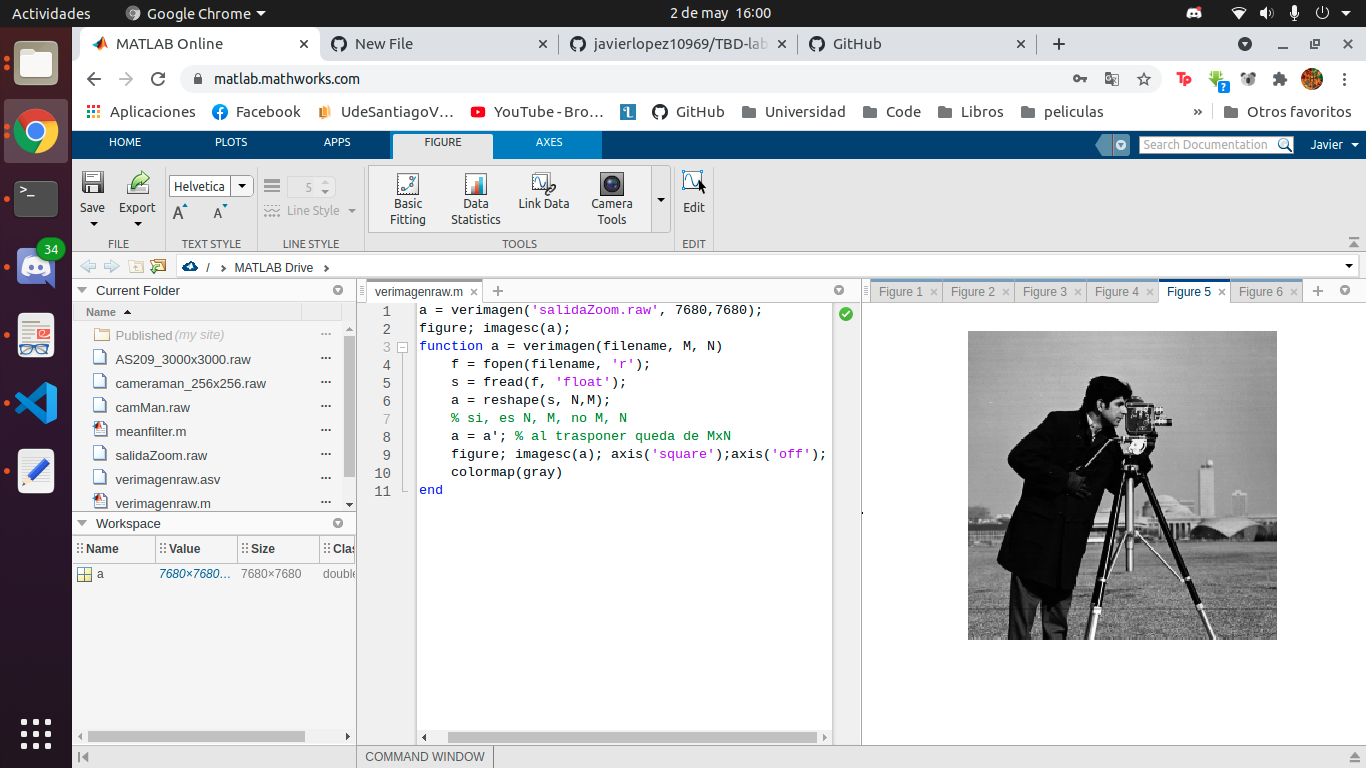 Actividades Google Chrome 2 de may 16:00
MATLAB Online New File javierlopez10969/TBD-lab GitHub
matlab.mathworks.com
Aplicaciones Facebook UdeSantiagoV… YouTube - Bro… GitHub Universidad Code Libros peliculas » Otros favoritos
HOME PLOTS APPS FIGURE AXES Search Documentation Javier
Helvetica 5
Save Export A A Line Style Basic Fitting Data Statistics Link Data Camera Tools Edit
FILE TEXT STYLE LINE STYLE TOOLS EDIT
/ MATLAB Drive
34
Current Folder
Name
Published (my site)
AS209_3000x3000.raw
cameraman_256x256.raw
camMan.raw
meanfilter.m
salidaZoom.raw
verimagenraw.asv
verimagenraw.m
Workspace
Name Value Size Clas
a 7680×7680… 7680×7680 double
verimagenraw.m
1 a = verimagen('salidaZoom.raw', 7680,7680);
2 figure; imagesc(a);
3 function a = verimagen(filename, M, N)
4 f = fopen(filename, 'r');
5 s = fread(f, 'float');
6 a = reshape(s, N,M);
7 % si, es N, M, no M, N
8 a = a'; % al trasponer queda de MxN
9 figure; imagesc(a); axis('square');axis('off');
10 colormap(gray)
11 end
Figure 1 Figure 2 Figure 3 Figure 4 Figure 5 Figure 6
COMMAND WINDOW